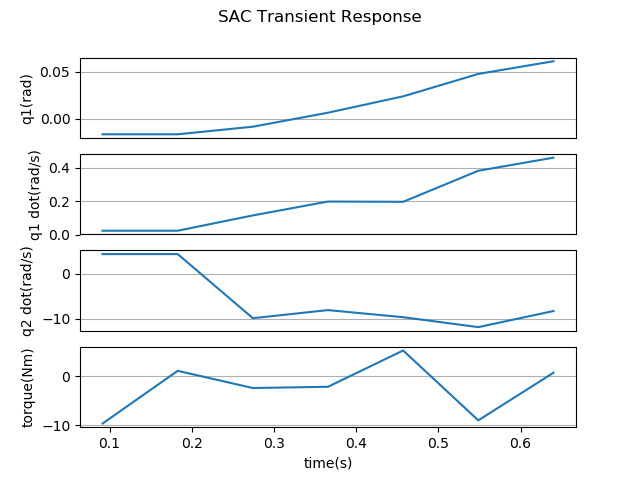 SAC Transient Response
q1(rad)
0.05
0.00
q1 dot(rad/s)
0.4
0.2
0.0
q2 dot(rad/s)
0
−10
torque(Nm)
0
−10
0.1 0.2 0.3 0.4 0.5 0.6
time(s)